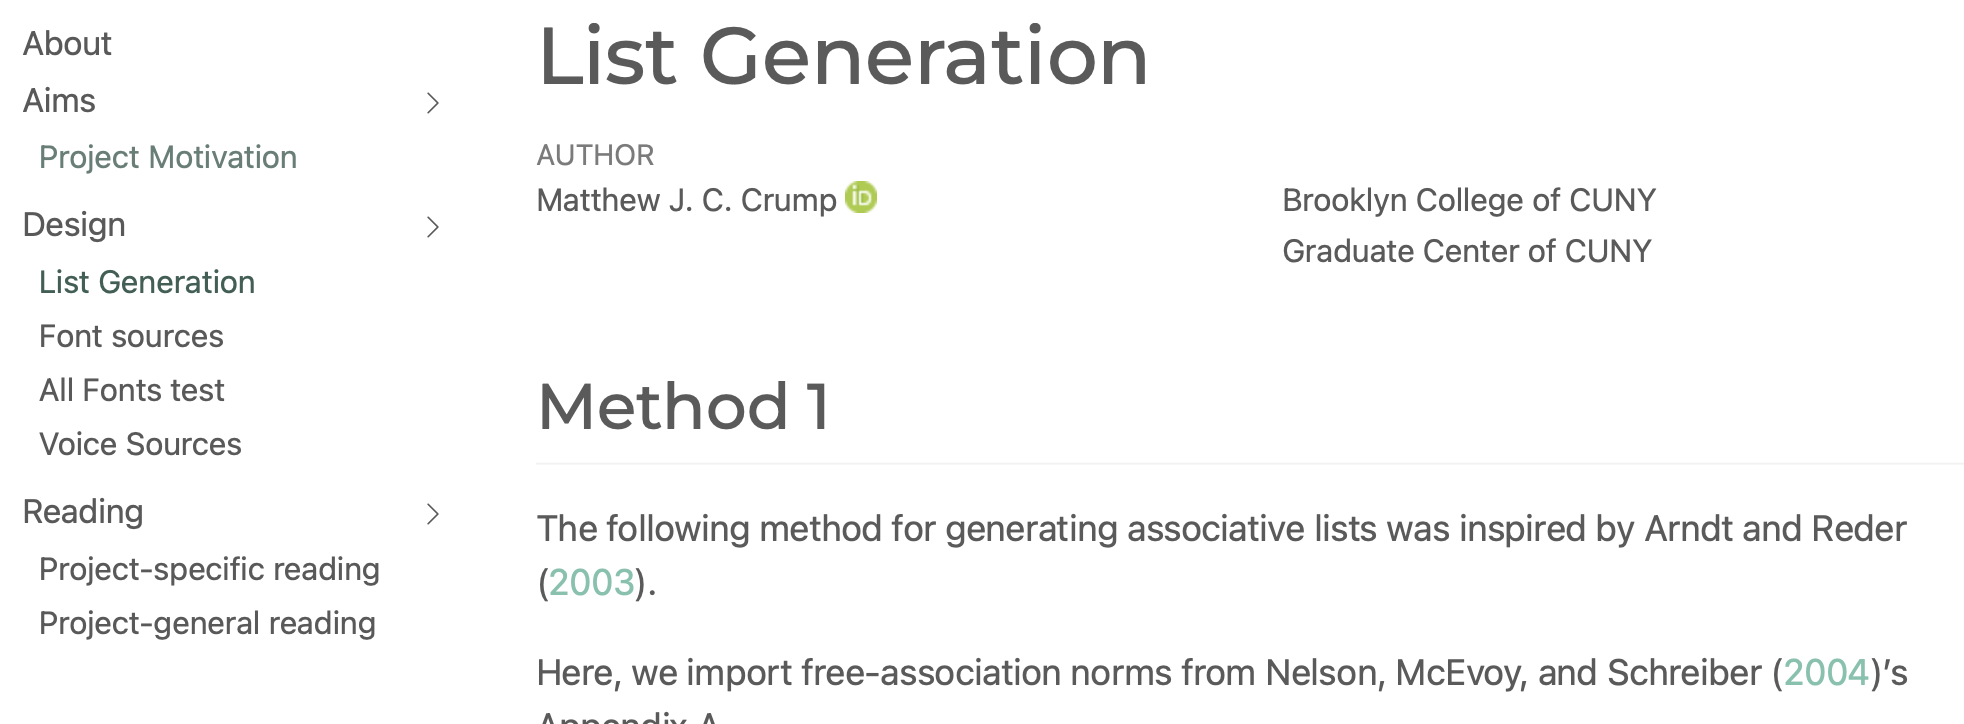 About
Aims
Project Motivation
Design
List Generation
Font sources
All Fonts test
Voice Sources
Reading
Project-specific reading
Project-general reading
List Generation
AUTHOR
Matthew J. C. Crump iD
Brooklyn College of CUNY
Graduate Center of CUNY
Method 1
The following method for generating associative lists was inspired by Arndt and Reder
(2003).
Here, we import free-association norms from Nelson, McEvoy, and Schreiber (2004)’s
Appendix A